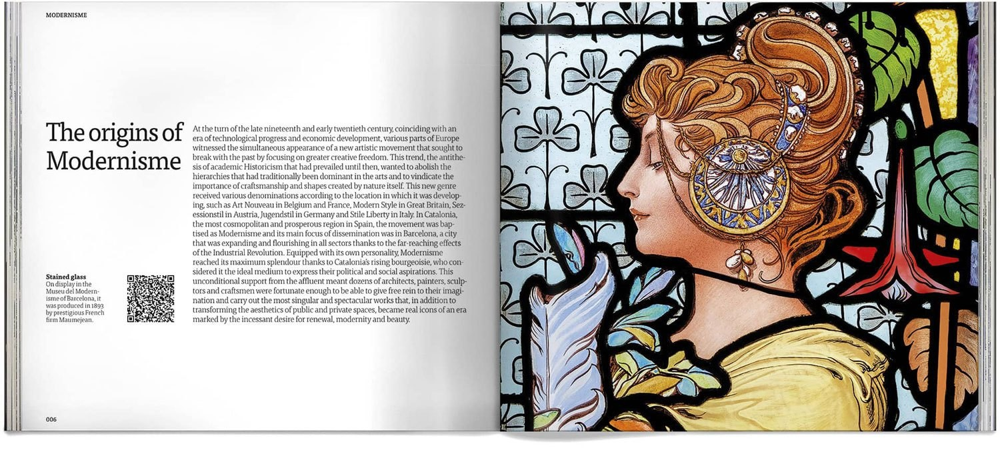 MODERNISME
The origins of
Modernisme
At the turn of the late nineteenth and early twentieth century, coinciding with an
era of technological progress and economic development, various parts of Europe
witnessed the simultaneous appearance of a new artistic movement that sought to
break with the past by focusing on greater creative freedom. This trend, the antithe-
sis of academic Historicism that had prevailed until then, wanted to abolish the
hierarchies that had traditionally been dominant in the arts and to vindicate the
importance of craftsmanship and shapes created by nature itself. This new genre
received various denominations according to the location in which it was develop-
ing, such as Art Nouveau in Belgium and France, Modern Style in Great Britain, Sez-
essionstil in Austria, Jugendstil in Germany and Stile Liberty in Italy. In Catalonia,
the most cosmopolitan and prosperous region in Spain, the movement was bap-
tised as Modernisme and its main focus of dissemination was in Barcelona, a city
that was expanding and flourishing in all sectors thanks to the far-reaching effects
of the Industrial Revolution. Equipped with its own personality, Modernisme
reached its maximum splendour thanks to Catalonia's rising bourgeoisie, who con-
sidered it the ideal medium to express their political and social aspirations. This
unconditional support from the affluent meant dozens of architects, painters, sculp-
tors and craftsmen were fortunate enough to be able to give free rein to their imagi-
nation and carry out the most singular and spectacular works that, in addition to
transforming the aesthetics of public and private spaces, became real icons of an era
marked by the incessant desire for renewal, modernity and beauty.
Stained glass
On display in the
Museu del Modern-
isme of Barcelona, it
was produced in 1893
by prestigious French
firm Maumejean.
006